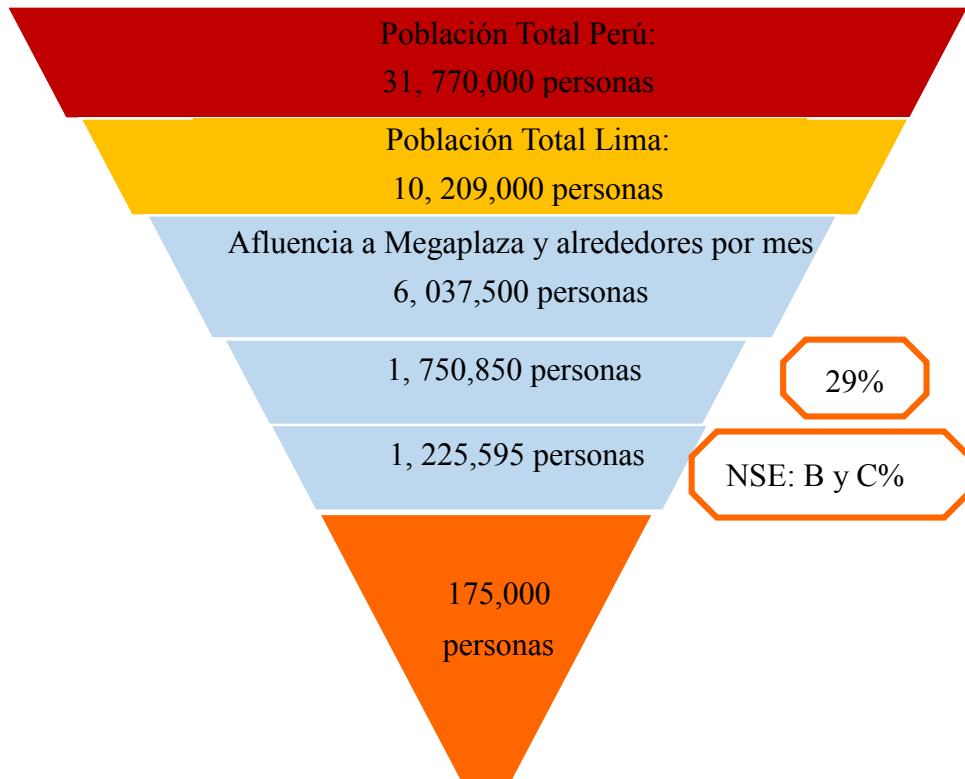 Población Total Perú:
31, 770,000 personas
Población Total Lima:
10, 209,000 personas
Afluencia a Megaplaza y alrededores por mes
6, 037,500 personas
1, 750,850 personas
29%
1, 225,595 personas
NSE: B y C%
175,000
personas